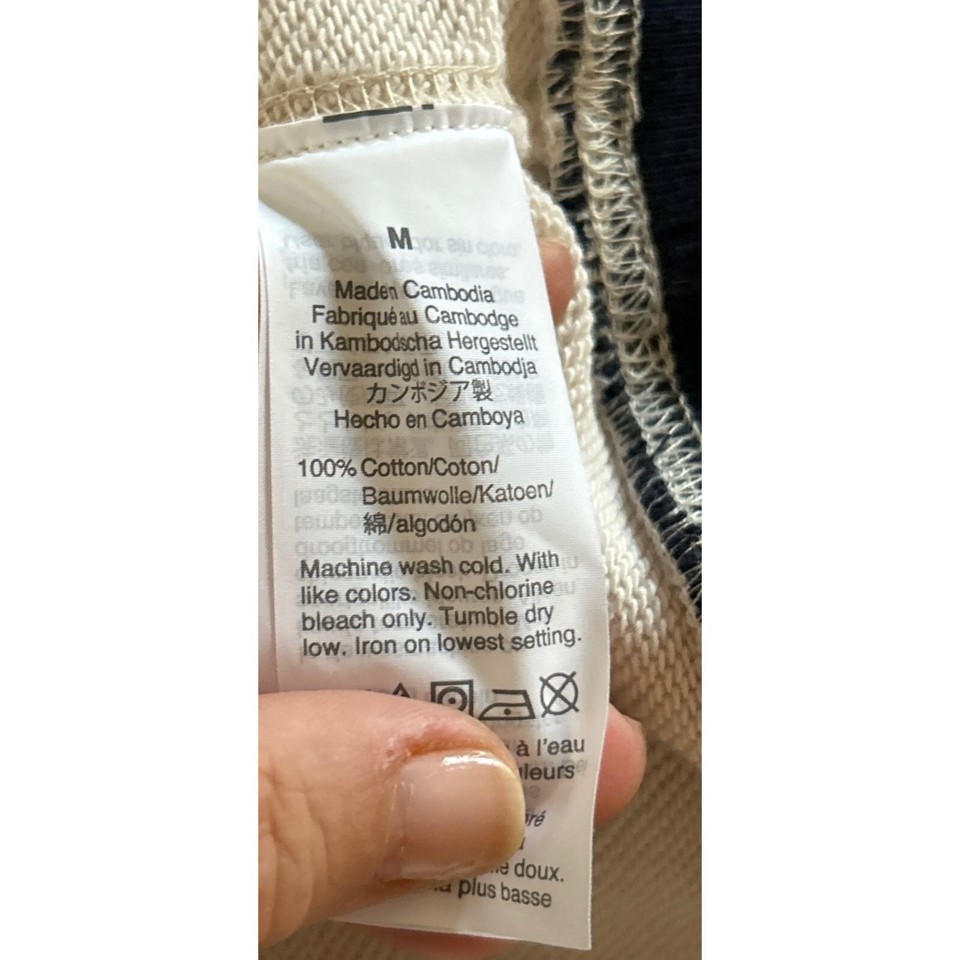 M
Made in Cambodia
Fabriqué au Cambodge
in Kambodscha Hergestellt
Vervaardigd in Cambodja
カンボジア製
Hecho en Camboya
100% Cotton/Coton/
Baumwolle/Katoen/
綿/algodón
Machine wash cold. With
like colors. Non-chlorine
bleach only. Tumble dry
low. Iron on lowest setting.
à l'eau
doux.
plus basse